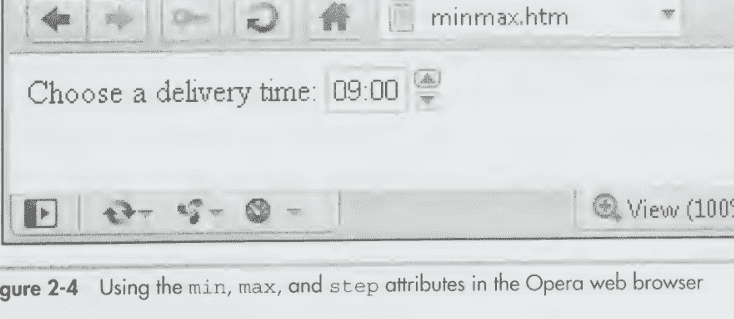 minmax.htm
Choose a delivery time: 09:00
View (100%
gure 2-4 Using the min, max, and step attributes in the Opera web browser